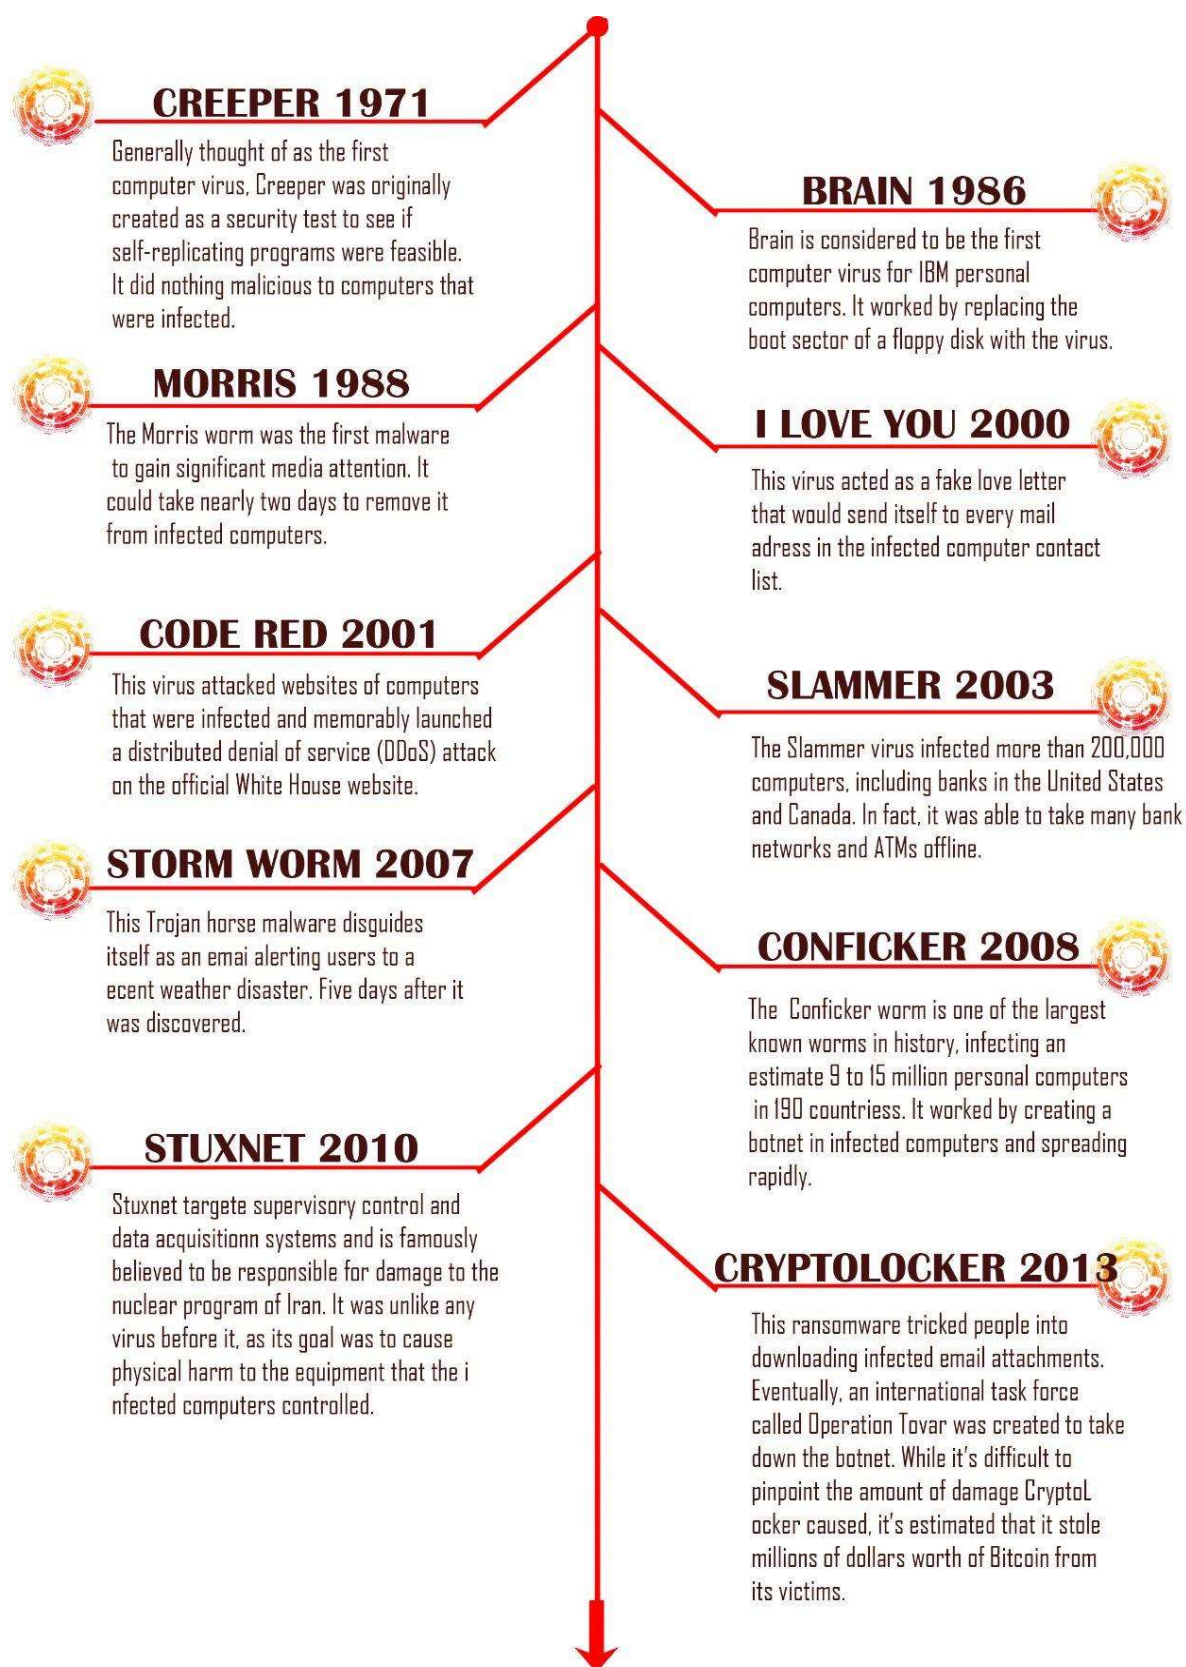 CREEPER 1971
Generally thought of as the first
computer virus, Creeper was originally
created as a security test to see if
self-replicating programs were feasible.
It did nothing malicious to computers that
were infected.
BRAIN 1986
Brain is considered to be the first
computer virus for IBM personal
computers. It worked by replacing the
boot sector of a floppy disk with the virus.
MORRIS 1988
The Morris worm was the first malware
to gain significant media attention. It
could take nearly two days to remove it
from infected computers.
I LOVE YOU 2000
This virus acted as a fake love letter
that would send itself to every mail
adress in the infected computer contact
list.
CODE RED 2001
This virus attacked websites of computers
that were infected and memorably launched
a distributed denial of service (DDoS) attack
on the official White House website.
SLAMMER 2003
The Slammer virus infected more than 200,000
computers, including banks in the United States
and Canada. In fact, it was able to take many bank
networks and ATMs offline.
STORM WORM 2007
This Trojan horse malware disguides
itself as an emai alerting users to a
ecent weather disaster. Five days after it
was discovered.
CONFICKER 2008
The Conficker worm is one of the largest
known worms in history, infecting an
estimate 9 to 15 million personal computers
in 190 countriess. It worked by creating a
botnet in infected computers and spreading
rapidly.
STUXNET 2010
Stuxnet targete supervisory control and
data acquisitionn systems and is famously
believed to be responsible for damage to the
nuclear program of Iran. It was unlike any
virus before it, as its goal was to cause
physical harm to the equipment that the i
nfected computers controlled.
CRYPTOLOCKER 2013
This ransomware tricked people into
downloading infected email attachments.
Eventually, an international task force
called Operation Tovar was created to take
down the botnet. While it's difficult to
pinpoint the amount of damage CryptoL
ocker caused, it's estimated that it stole
millions of dollars worth of Bitcoin from
its victims.